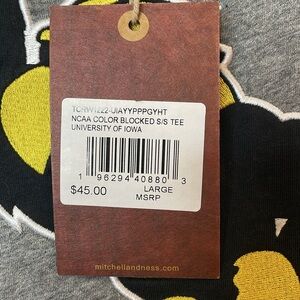 TCRW1222-UIAYYPPPGYHT
NCAA COLOR BLOCKED S/S TEE
UNIVERSITY OF IOWA
1 96294 40880 3
$45.00 LARGE
MSRP
mitchellandness.com